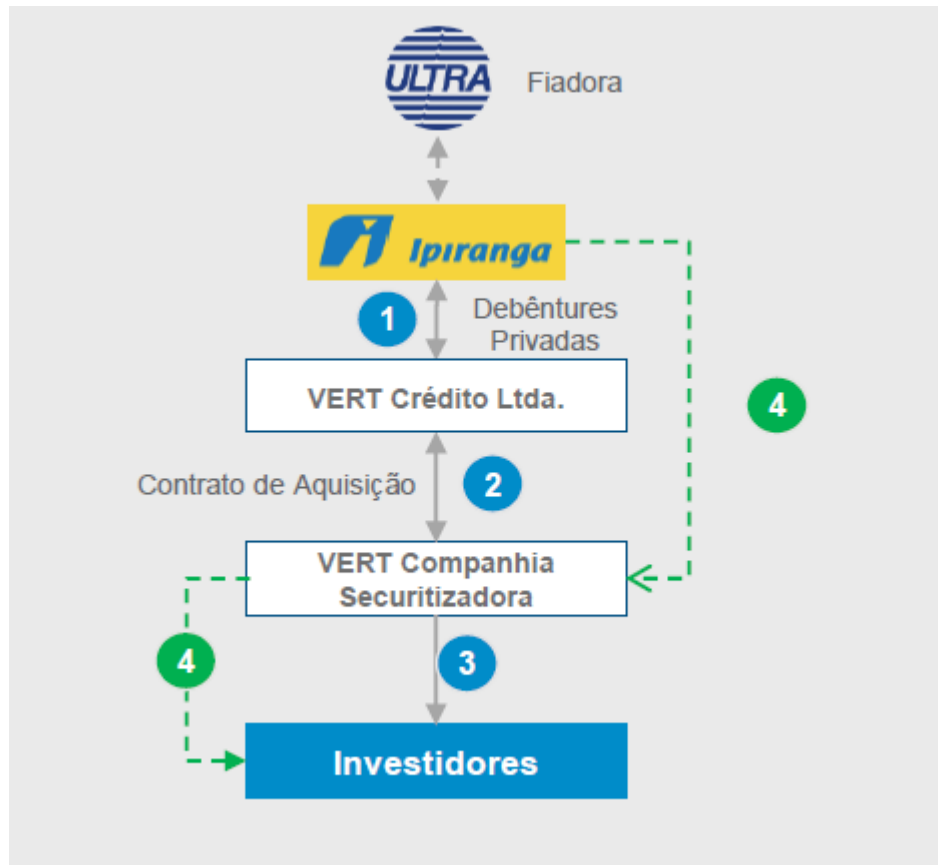 ULTRA
Fiadora
Ipiranga
1
Debêntures
Privadas
VERT Crédito Ltda.
4
Contrato de Aquisição
2
VERT Companhia
Securitizadora
4
3
Investidores